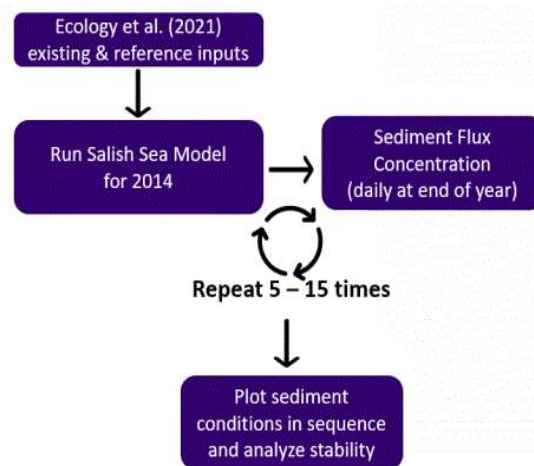 Ecology et al. (2021)
existing & reference inputs
Run Salish Sea Model
for 2014
Sediment Flux
Concentration
(daily at end of year)
Repeat 5 – 15 times
Plot sediment
conditions in sequence
and analyze stability